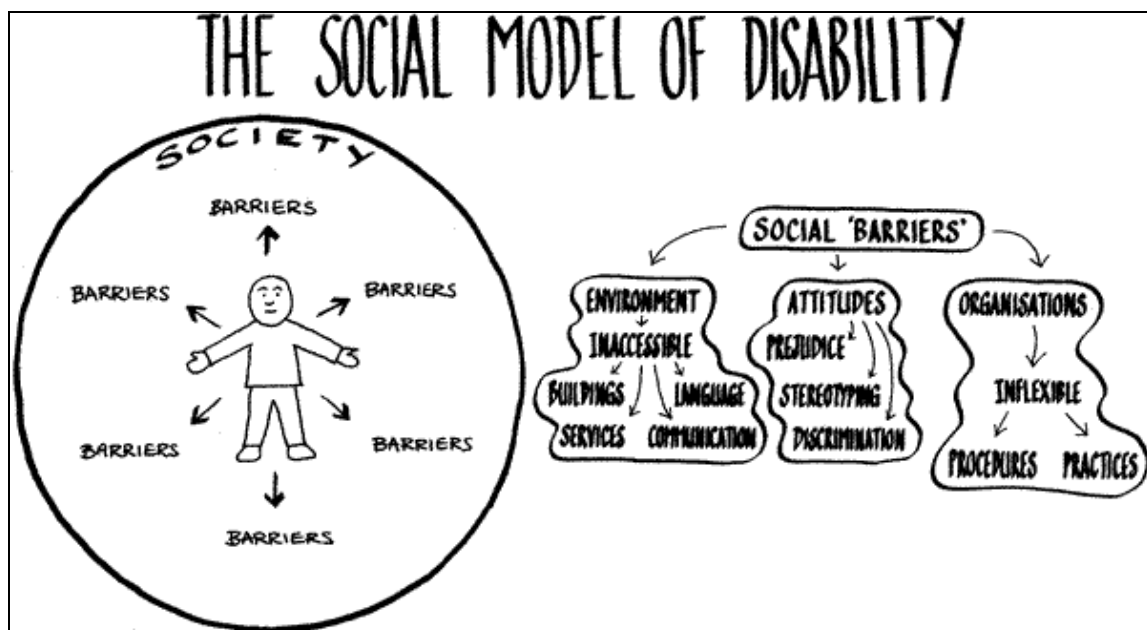 THE SOCIAL MODEL OF DISABILITY
SOCIETY
BARRIERS
BARRIERS
BARRIERS
BARRIERS
BARRIERS
BARRIERS
SOCIAL "BARRIERS"
ENVIRONMENT
INACCESSIBLE
BUILDINGS
LANGUAGE
SERVICES
COMMUNICATION
ATTITUDES
PREJUDICE
STEREOTYPING
DISCRIMINATION
ORGANISATIONS
INFLEXIBLE
PROCEDURES
PRACTICES